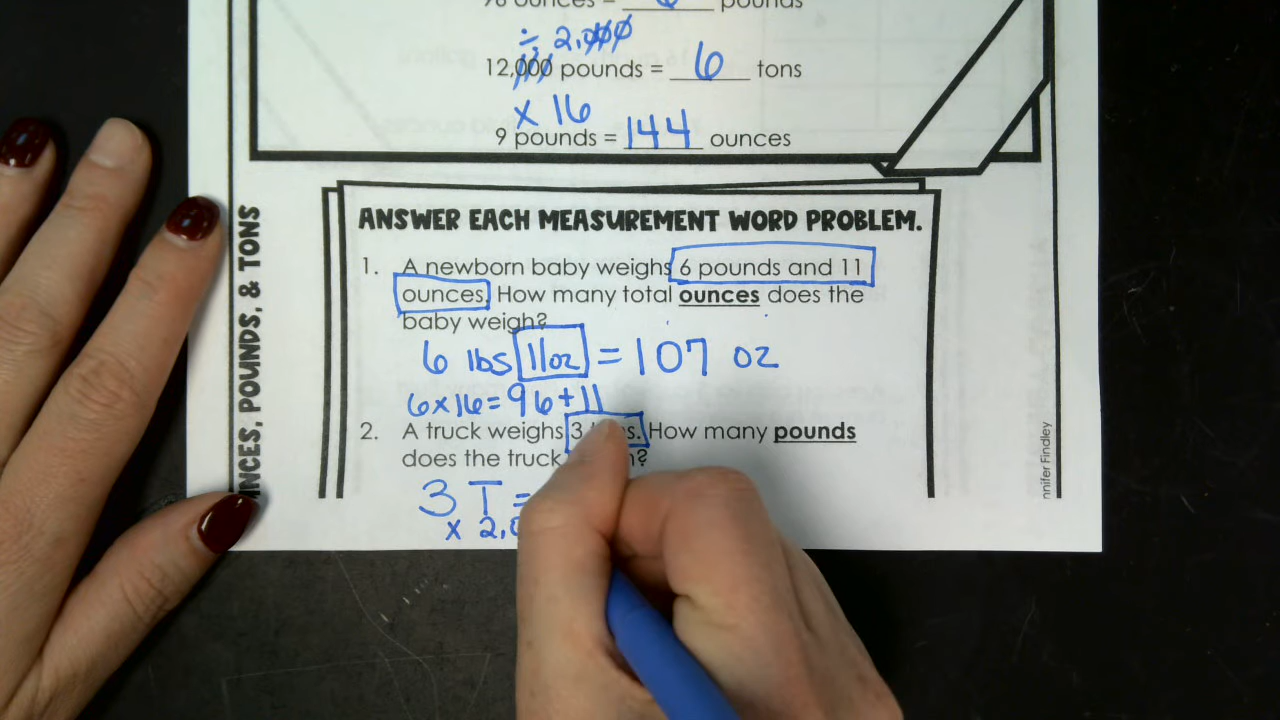 ounces = 6 pounds
÷ 2,000
12,000 pounds = 6 tons
x 16
9 pounds = 144 ounces
ANSWER EACH MEASUREMENT WORD PROBLEM.
1. A newborn baby weighs 6 pounds and 11
ounces. How many total ounces does the
baby weigh?
6 lbs 11oz = 107 oz
6x16=96+11
2. A truck weighs 3 How many pounds
does the truck
3 T =
x 2,0
POUNDS, & TONS